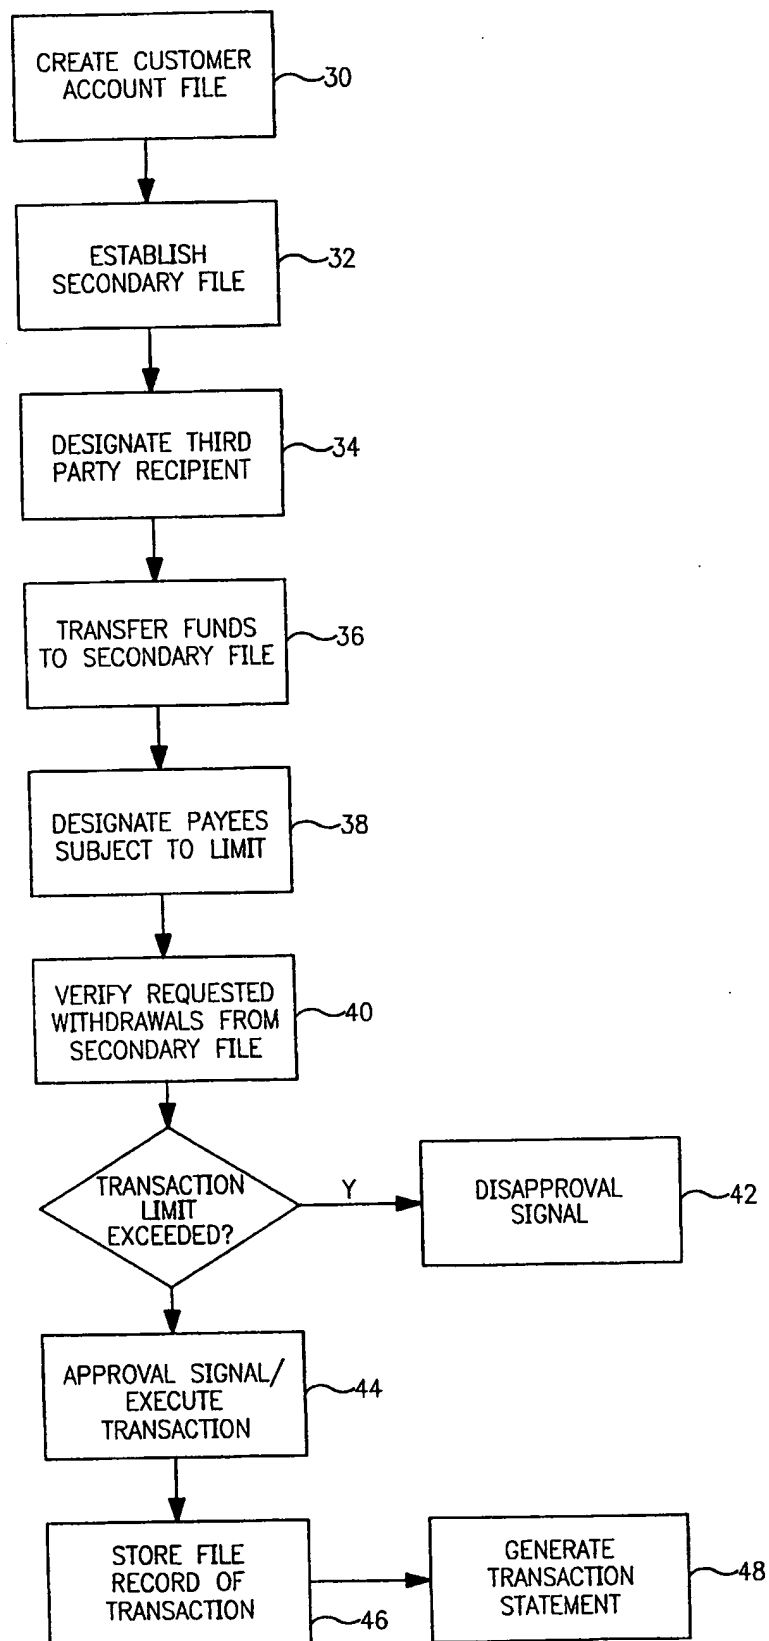 CREATE CUSTOMER
ACCOUNT FILE
30
ESTABLISH
SECONDARY FILE
32
DESIGNATE THIRD
PARTY RECIPIENT
34
TRANSFER FUNDS
TO SECONDARY FILE
36
DESIGNATE PAYEES
SUBJECT TO LIMIT
38
VERIFY REQUESTED
WITHDRAWALS FROM
SECONDARY FILE
40
TRANSACTION
LIMIT
EXCEEDED?
Y
DISAPPROVAL
SIGNAL
42
APPROVAL SIGNAL/
EXECUTE
TRANSACTION
44
STORE FILE
RECORD OF
TRANSACTION
46
GENERATE
TRANSACTION
STATEMENT
48